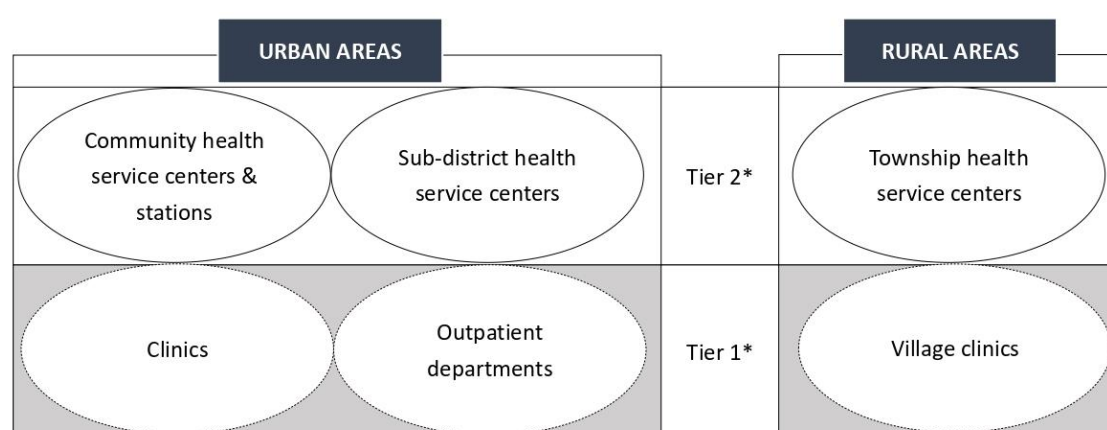 URBAN AREAS
RURAL AREAS
Community health
service centers &
stations
Sub-district health
service centers
Tier 2*
Township health
service centers
Clinics
Outpatient
departments
Tier 1*
Village clinics